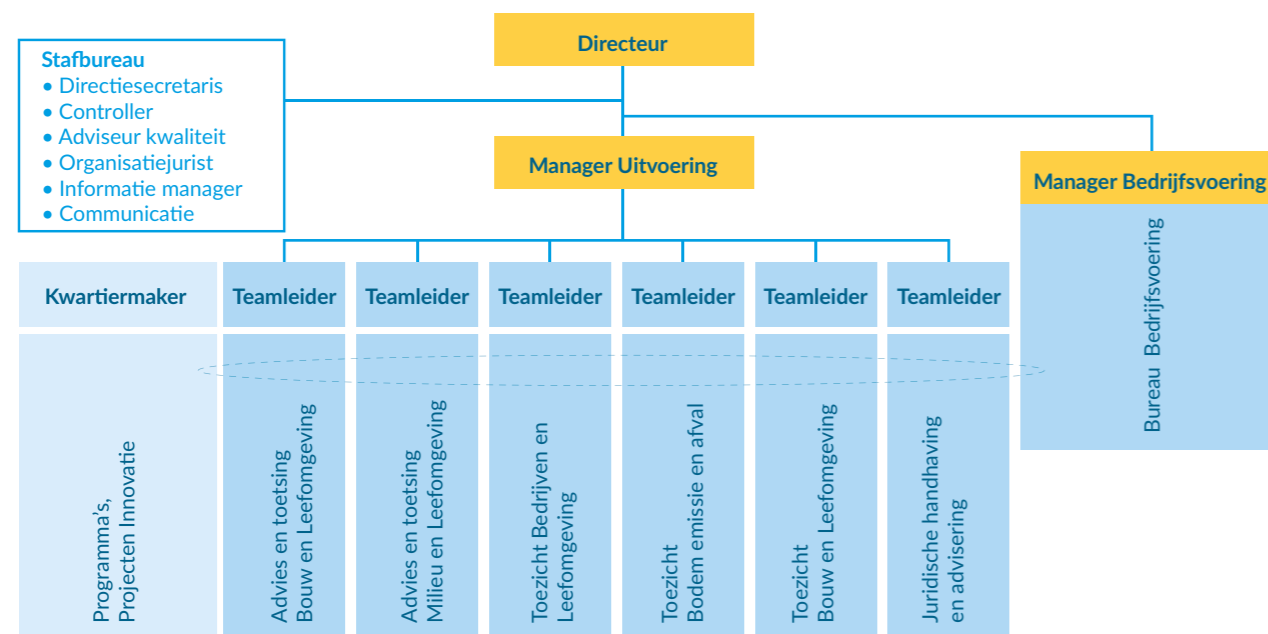 Directeur
Stafbureau
• Directiesecretaris
• Controller
• Adviseur kwaliteit
• Organisatiejurist
• Informatie manager
• Communicatie
Manager Uitvoering
Manager Bedrijfsvoering
Bureau Bedrijfsvoering
Kwartiermaker
Teamleider
Teamleider
Teamleider
Teamleider
Teamleider
Teamleider
Programma's,
Projecten Innovatie
Advies en toetsing
Bouw en Leefomgeving
Advies en toetsing
Milieu en Leefomgeving
Toezicht Bedrijven en
Leefomgeving
Toezicht
Bodem emissie en afval
Toezicht
Bouw en Leefomgeving
Juridische handhaving
en advisering